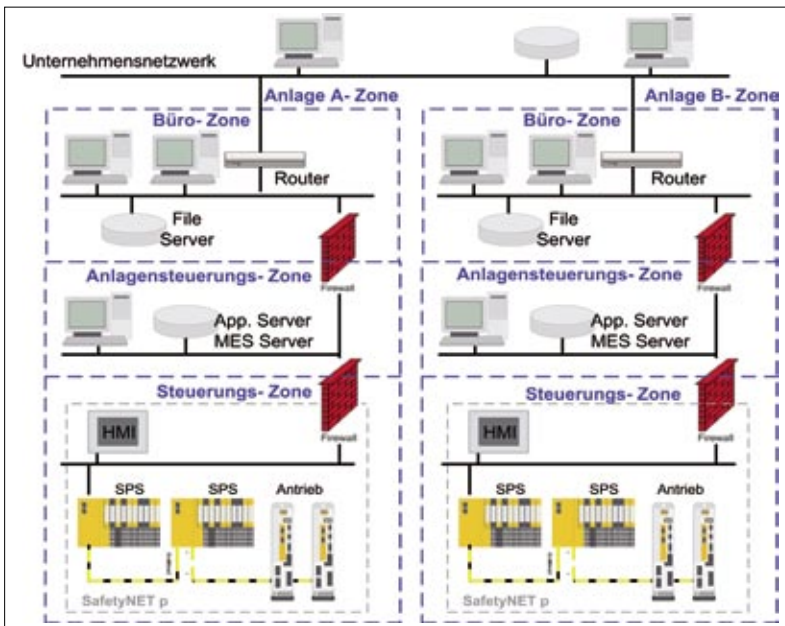 Unternehmensnetzwerk
Anlage A- Zone
Büro- Zone
Router
File
Server
Firewall
Anlagensteuerungs- Zone
App. Server
MES Server
Steuerungs- Zone
Firewall
HMI
SPS
SPS
Antrieb
SafetyNET p
Anlage B- Zone
Büro- Zone
Router
File
Server
Firewall
Anlagensteuerungs- Zone
App. Server
MES Server
Steuerungs- Zone
Firewall
HMI
SPS
SPS
Antrieb
SafetyNET p